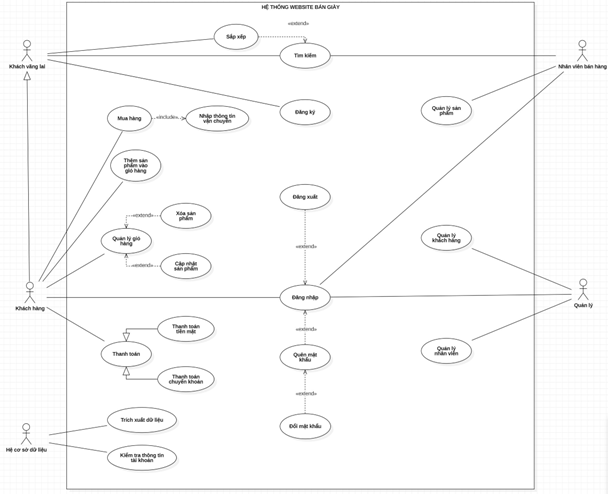 HỆ THỐNG WEBSITE BÁN GIÀY
«extend»
Sắp xếp
Tìm kiếm
Khách vãng lai
Nhân viên bán hàng
Quản lý sản
phẩm
Đăng ký
Mua hàng
«include»
Nhập thông tin
vận chuyển
Thêm sản
phẩm vào
giỏ hàng
Đăng xuất
Xóa sản
phẩm
«extend»
Quản lý giỏ
hàng
Quản lý
khách hàng
«extend»
«extend»
Cập nhật
sản phẩm
Khách hàng
Đăng nhập
Quản lý
Thanh toán
tiền mặt
«extend»
Thanh toán
Quên mật
khẩu
Quản lý
nhân viên
Thanh toán
chuyển khoản
«extend»
Trích xuất dữ liệu
Đổi mật khẩu
Hệ cơ sở dữ liệu
Kiểm tra thông tin
tài khoản